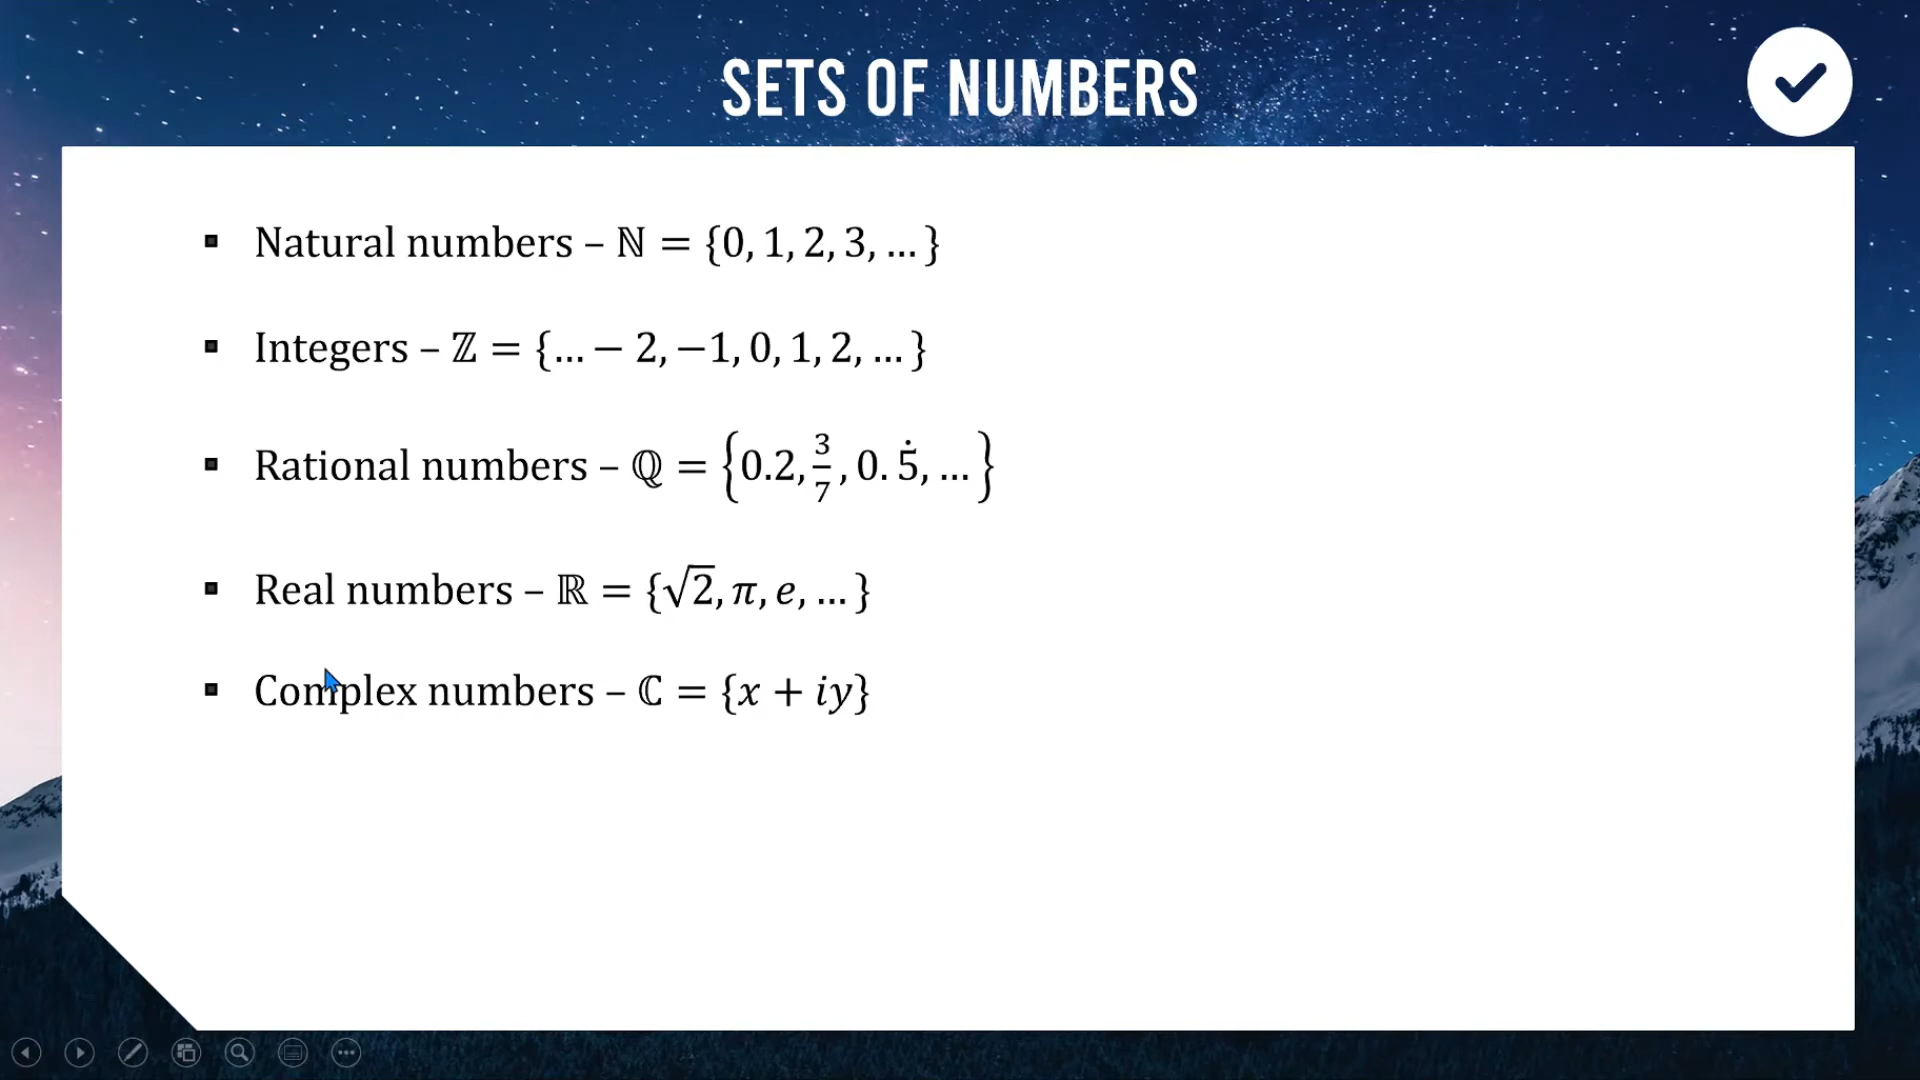 SETS OF NUMBERS
▪ Natural numbers – ℕ = {0, 1, 2, 3, … }
▪ Integers – ℤ = {… − 2, −1, 0, 1, 2, … }
▪ Rational numbers – ℚ = {0.2, 3/7, 0. 5̇, … }
▪ Real numbers – ℝ = {√2, π, e, … }
▪ Complex numbers – ℂ = {x + iy}